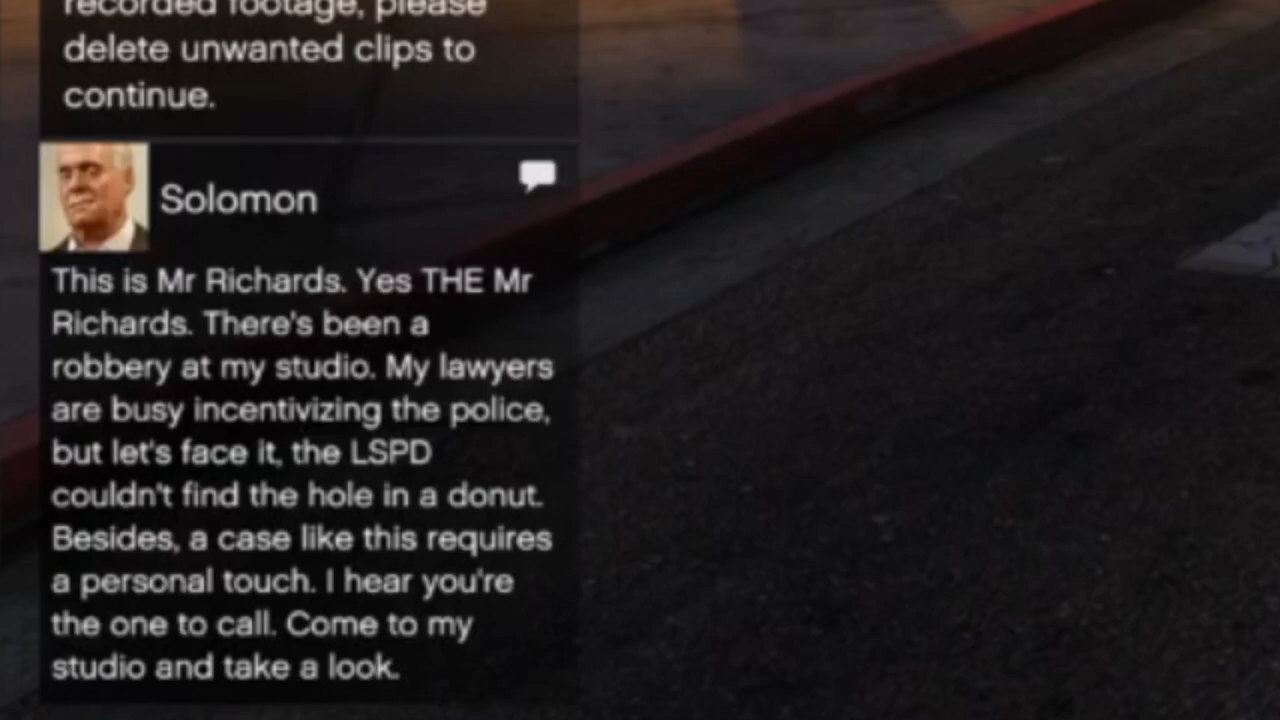 recorded footage, please
delete unwanted clips to
continue.
Solomon
This is Mr Richards. Yes THE Mr
Richards. There's been a
robbery at my studio. My lawyers
are busy incentivizing the police,
but let's face it, the LSPD
couldn't find the hole in a donut.
Besides, a case like this requires
a personal touch. I hear you're
the one to call. Come to my
studio and take a look.